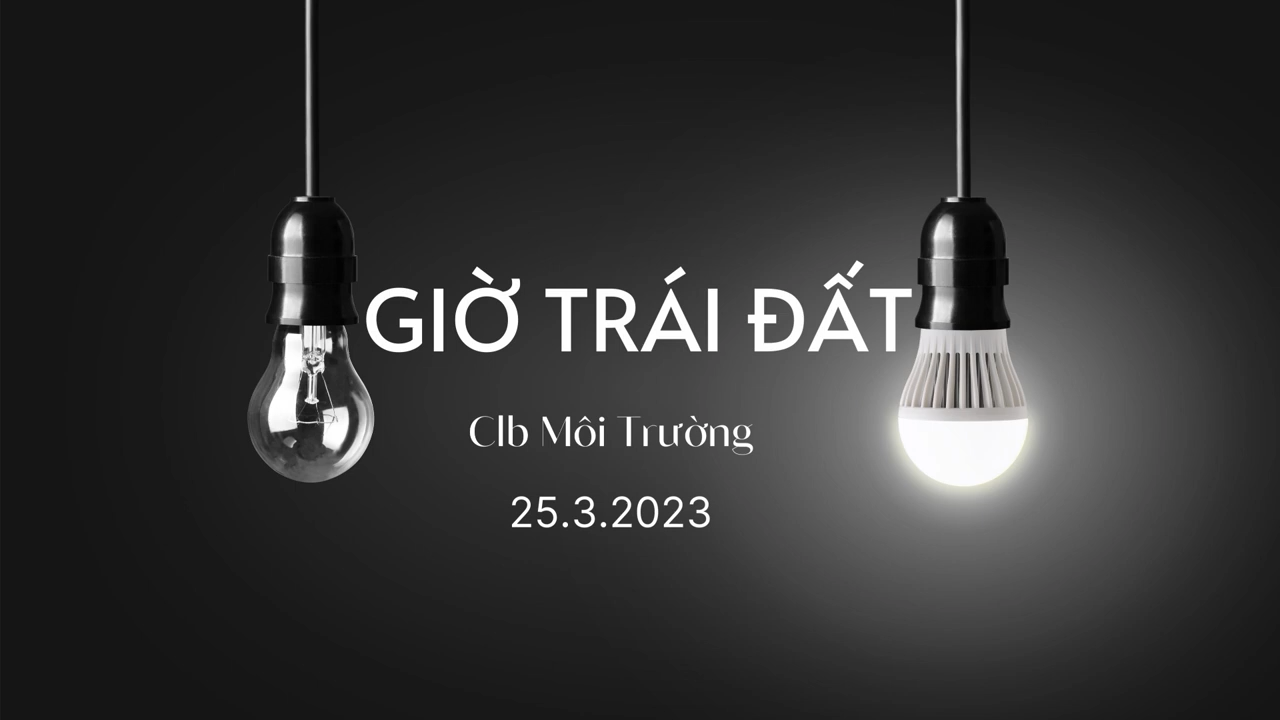 GIỜ TRÁI ĐẤT
Clb Môi Trường
25.3.2023